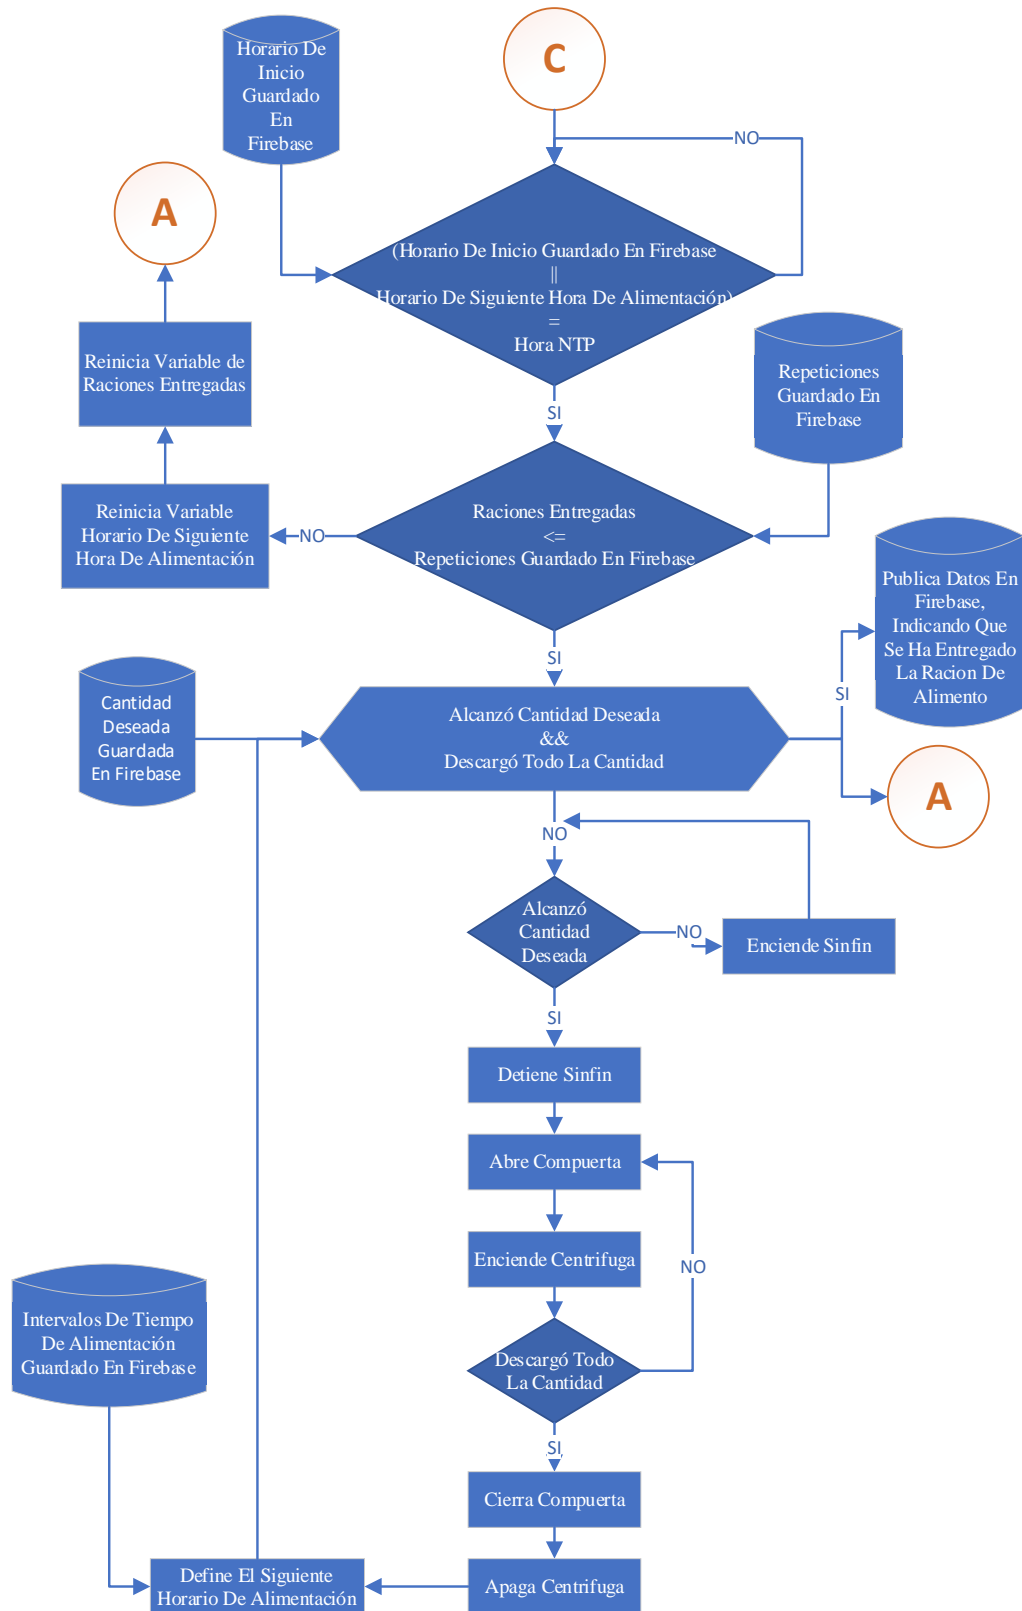 Horario De
Inicio
Guardado
En
Firebase
C
NO
A
(Horario De Inicio Guardado En Firebase
||
Horario De Siguiente Hora De Alimentación)
=
Hora NTP
Reinicia Variable de
Raciones Entregadas
Repeticiones
Guardado En
Firebase
SI
Reinicia Variable
Horario De Siguiente
Hora De Alimentación
NO
Raciones Entregadas
<=
Repeticiones Guardado En Firebase
Publica Datos En
Firebase,
Indicando Que
Se Ha Entregado
La Racion De
Alimento
SI
Cantidad
Deseada
Guardada
En Firebase
Alcanzó Cantidad Deseada
&&
Descargó Todo La Cantidad
SI
A
NO
Alcanzó
Cantidad
Deseada
NO
Enciende Sinfin
SI
Detiene Sinfin
Abre Compuerta
Enciende Centrifuga
NO
Intervalos De Tiempo
De Alimentación
Guardado En Firebase
Descargó Todo
La Cantidad
SI
Cierra Compuerta
Define El Siguiente
Horario De Alimentación
Apaga Centrifuga